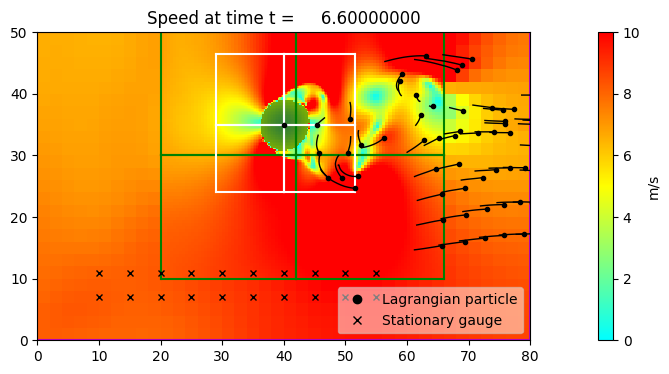 Speed at time t = 6.60000000
50
40
30
20
10
0
0 10 20 30 40 50 60 70 80
Lagrangian particle
Stationary gauge
10
8
6
4
2
0
m/s